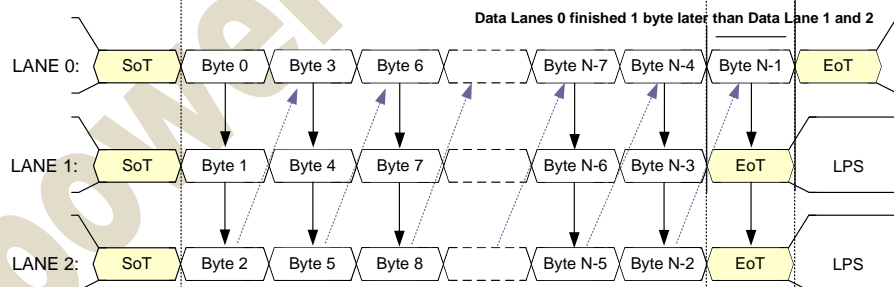 Data Lanes 0 finished 1 byte later than Data Lane 1 and 2
LANE 0: SoT Byte 0 Byte 3 Byte 6 Byte N-7 Byte N-4 Byte N-1 EoT
LANE 1: SoT Byte 1 Byte 4 Byte 7 Byte N-6 Byte N-3 EoT LPS
LANE 2: SoT Byte 2 Byte 5 Byte 8 Byte N-5 Byte N-2 EoT LPS